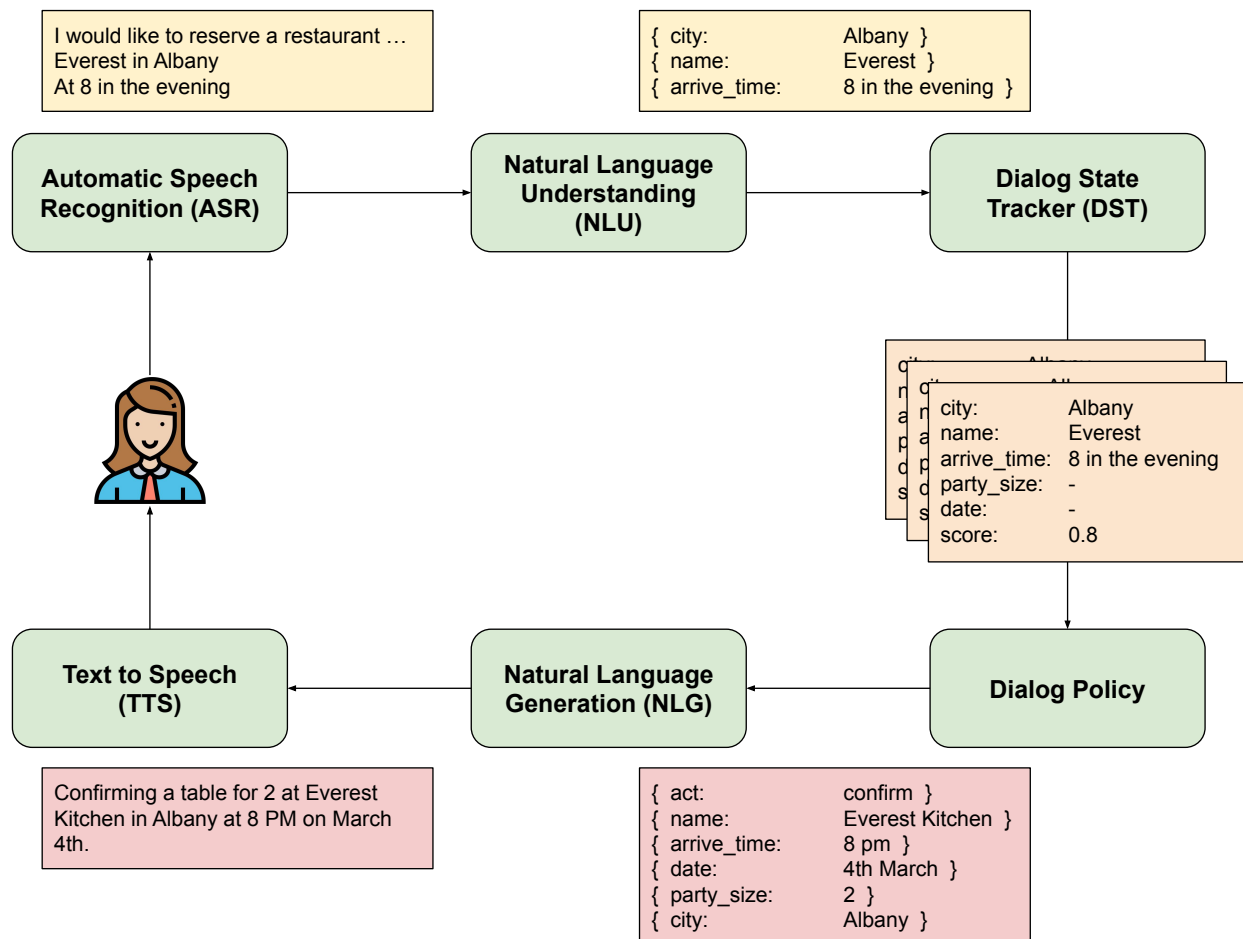 I would like to reserve a restaurant …
Everest in Albany
At 8 in the evening
{ city: Albany }
{ name: Everest }
{ arrive_time: 8 in the evening }
Automatic Speech
Recognition (ASR)
Natural Language
Understanding
(NLU)
Dialog State
Tracker (DST)
city: Albany
name: Everest
arrive_time: 8 in the evening
party_size: -
date: -
score: 0.8
Text to Speech
(TTS)
Natural Language
Generation (NLG)
Dialog Policy
Confirming a table for 2 at Everest
Kitchen in Albany at 8 PM on March
4th.
{ act: confirm }
{ name: Everest Kitchen }
{ arrive_time: 8 pm }
{ date: 4th March }
{ party_size: 2 }
{ city: Albany }